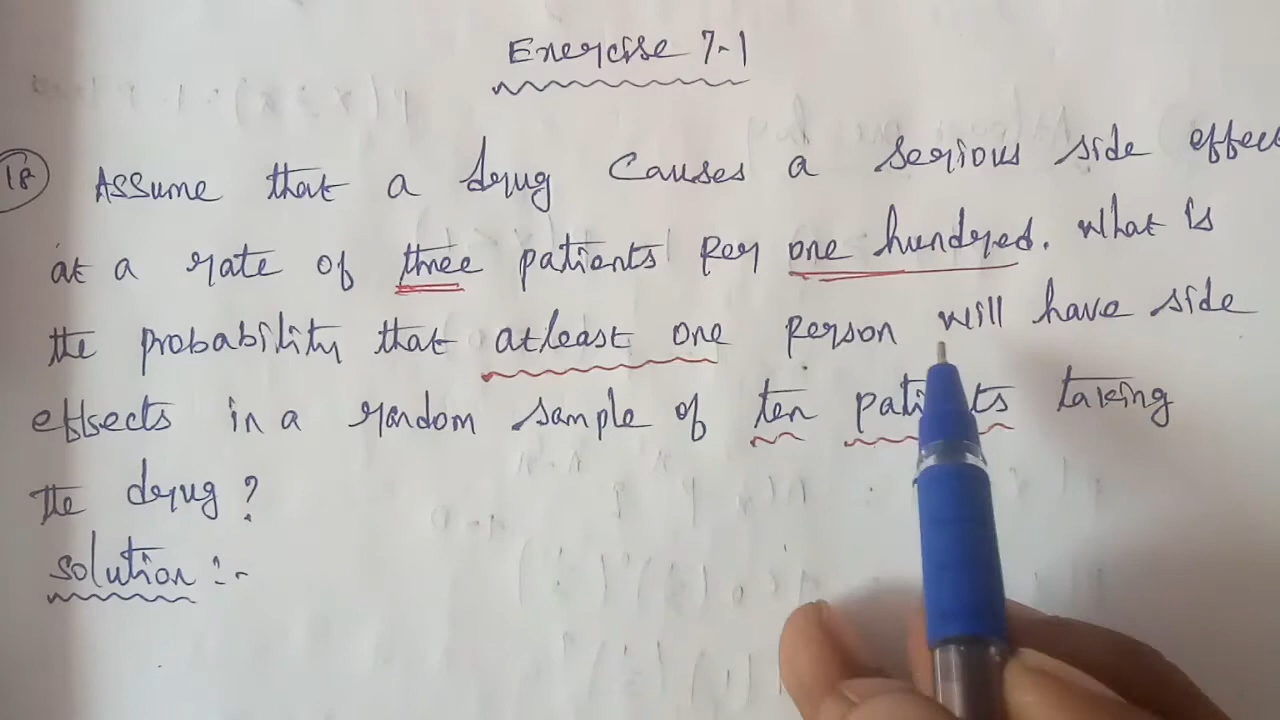 Exercise 7.1
18 Assume that a drug causes a serious side effect
at a rate of three patients per one hundred. What is
the probability that atleast one person will have side
effsects in a random sample of ten patients taking
the drug?
solution :-